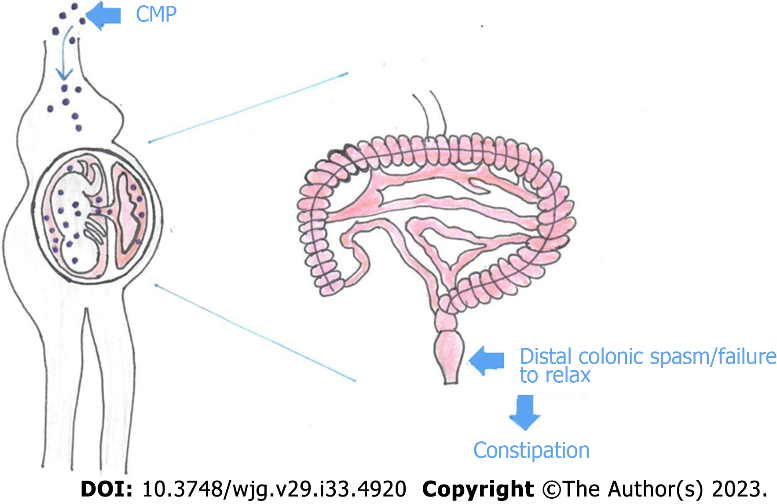 CMP
Distal colonic spasm/failure
to relax
Constipation
DOI: 10.3748/wjg.v29.i33.4920 Copyright ©The Author(s) 2023.